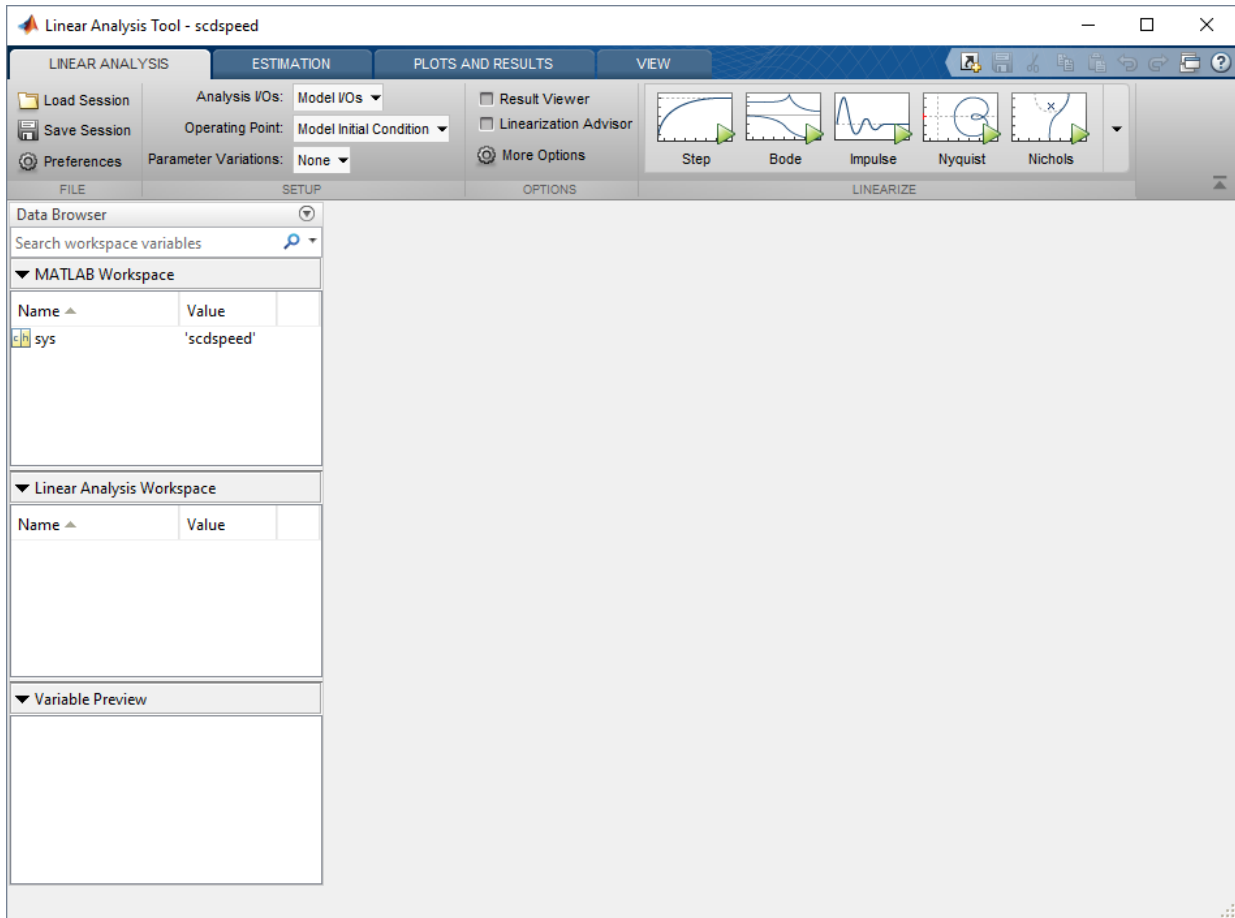 Linear Analysis Tool - scdspeed
LINEAR ANALYSIS ESTIMATION PLOTS AND RESULTS VIEW
Load Session
Save Session
Preferences
FILE
Analysis I/Os: Model I/Os
Operating Point: Model Initial Condition
Parameter Variations: None
SETUP
Result Viewer
Linearization Advisor
More Options
OPTIONS
Step Bode Impulse Nyquist Nichols
LINEARIZE
Data Browser
Search workspace variables
MATLAB Workspace
Name Value
ch sys 'scdspeed'
Linear Analysis Workspace
Name Value
Variable Preview